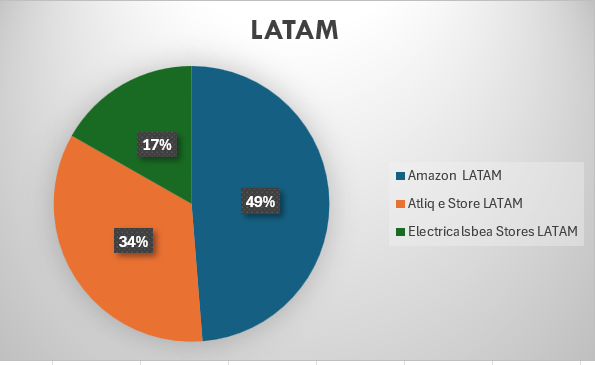 LATAM
17%
49%
34%
Amazon LATAM
Atliq e Store LATAM
Electricalsbea Stores LATAM